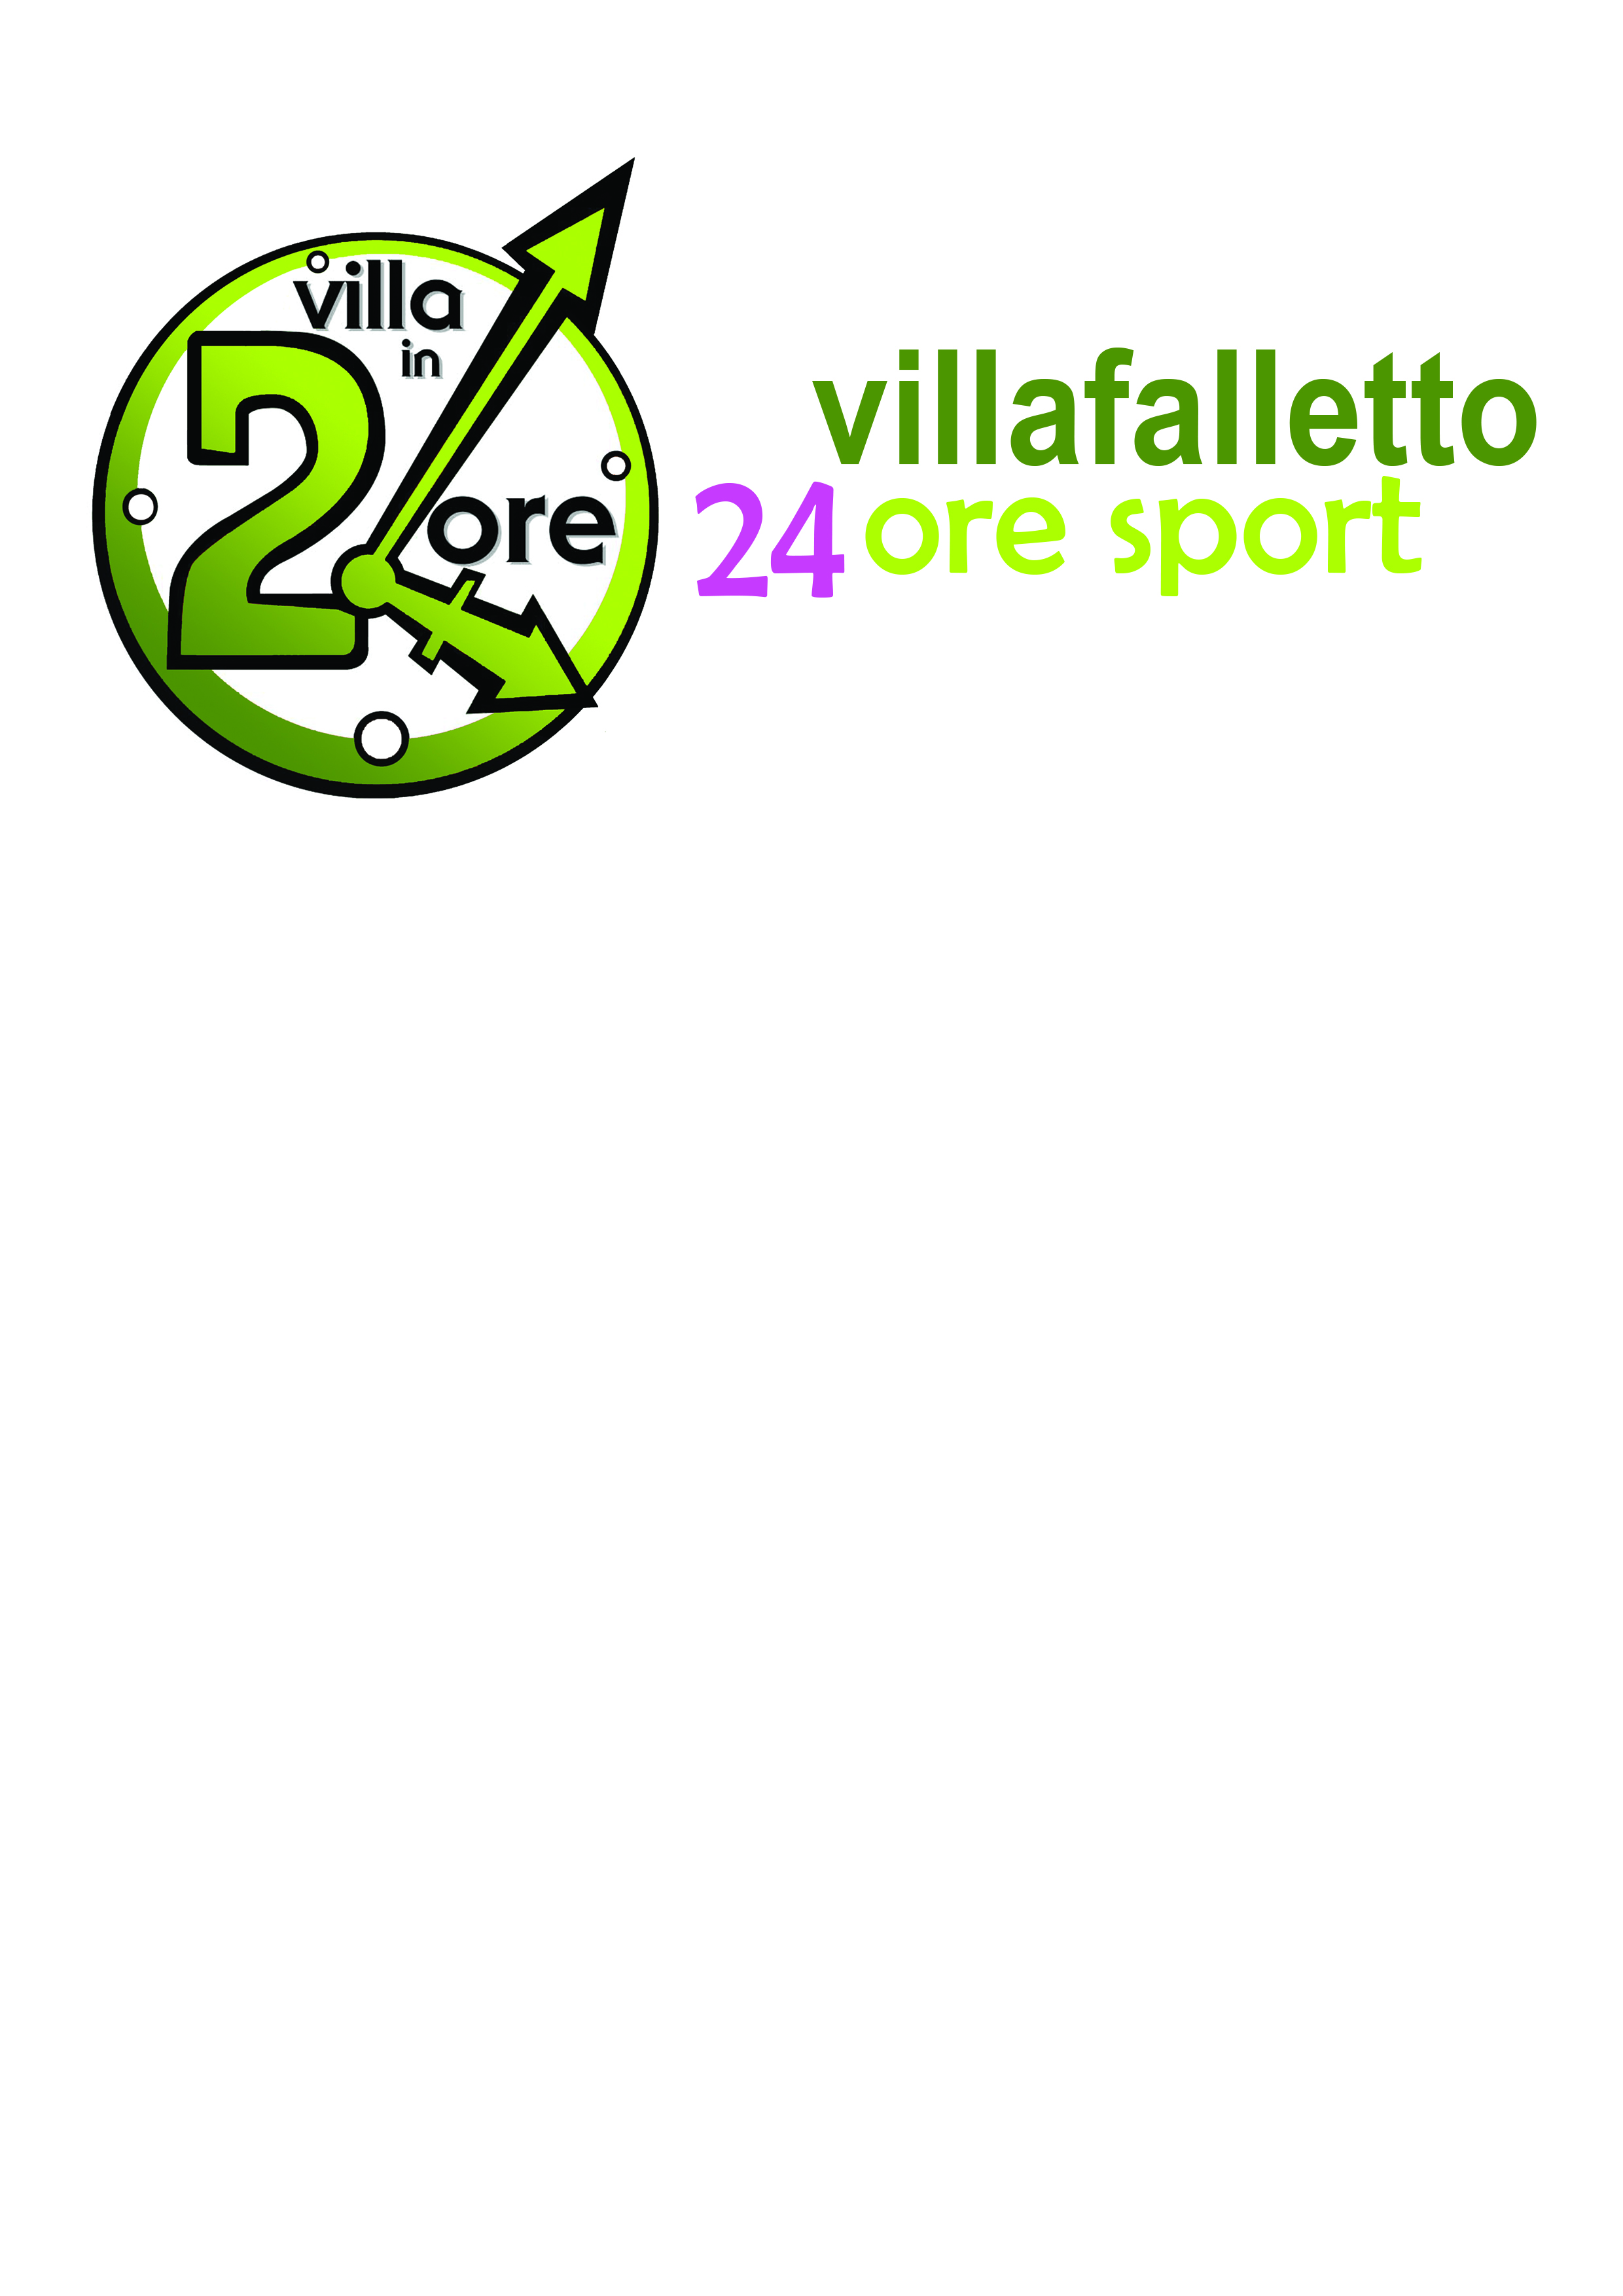 villa
in
2 ore
villafalletto
24 ore sport